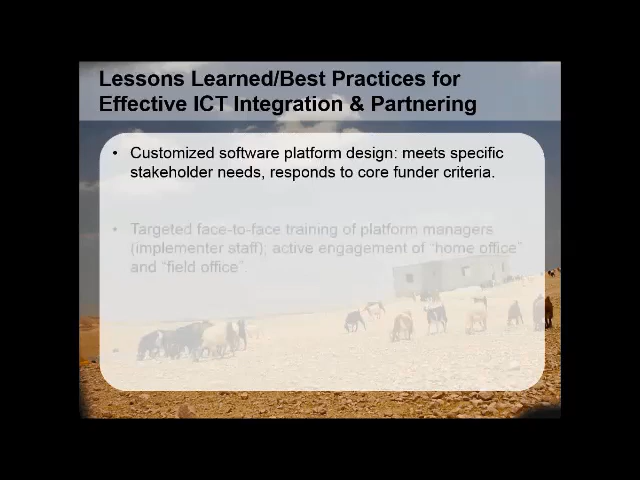 Lessons Learned/Best Practices for
Effective ICT Integration & Partnering
• Customized software platform design: meets specific
stakeholder needs, responds to core funder criteria.
• Targeted face-to-face training of platform managers
(implementer staff); active engagement of “home office”
and “field office”.